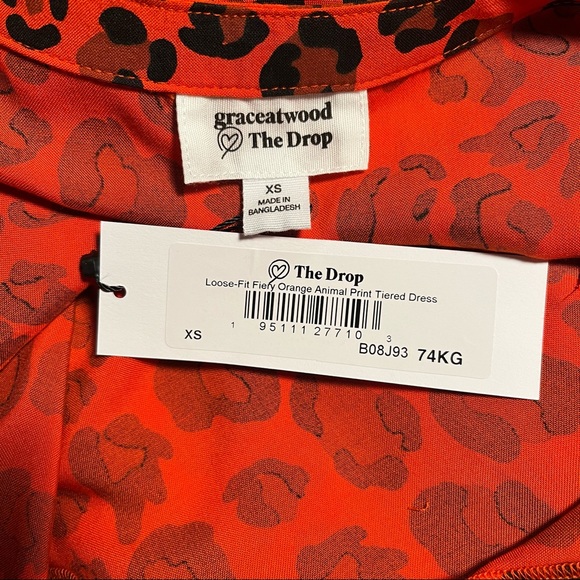 graceatwood
The Drop
XS
MADE IN
BANGLADESH
The Drop
Loose-Fit Fiery Orange Animal Print Tiered Dress
1 95111 27710 3
XS
B08J93 74KG